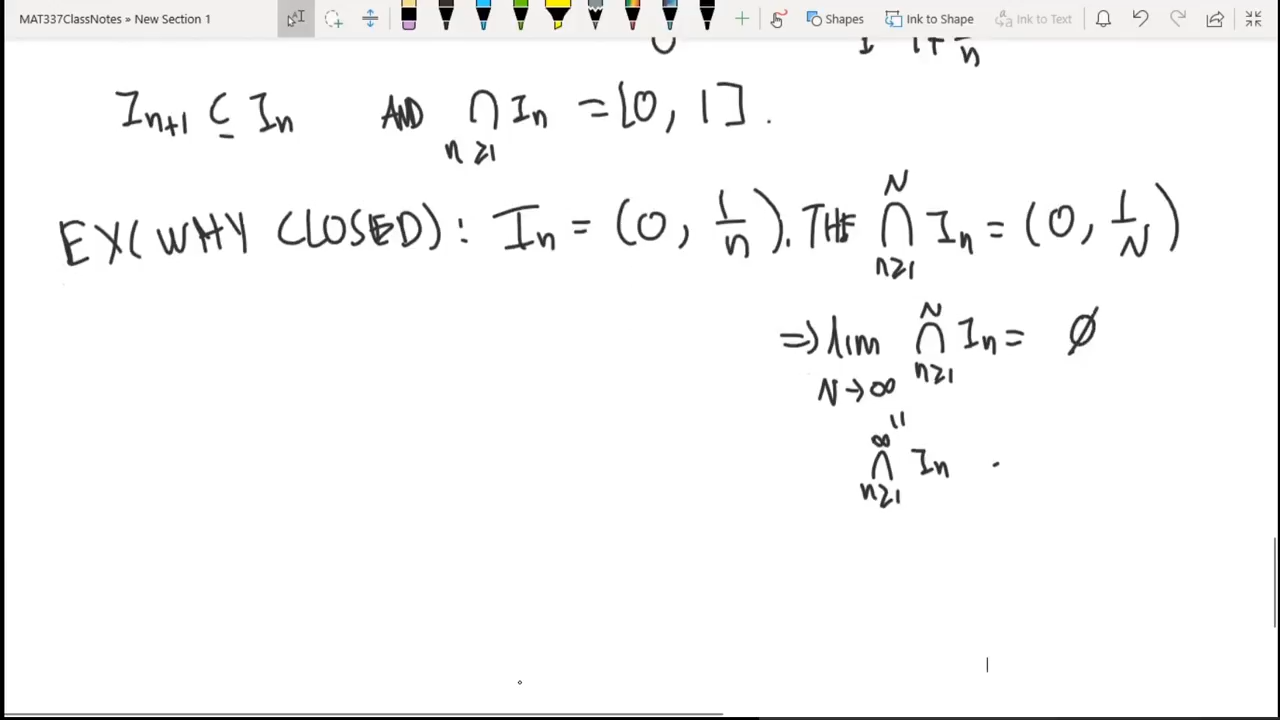 MAT337ClassNotes » New Section 1
Shapes Ink to Shape Ink to Text
I_{n+1} ⊆ I_n AND ∩_{n≥1} I_n = [0, 1].
EX(WHY CLOSED): I_n = (0, 1/n). THE ∩_{n≥1}^{N} I_n = (0, 1/N)
⇒ lim_{N→∞} ∩_{n≥1}^{N} I_n = ∅
∩_{n≥1}^{∞} I_n .